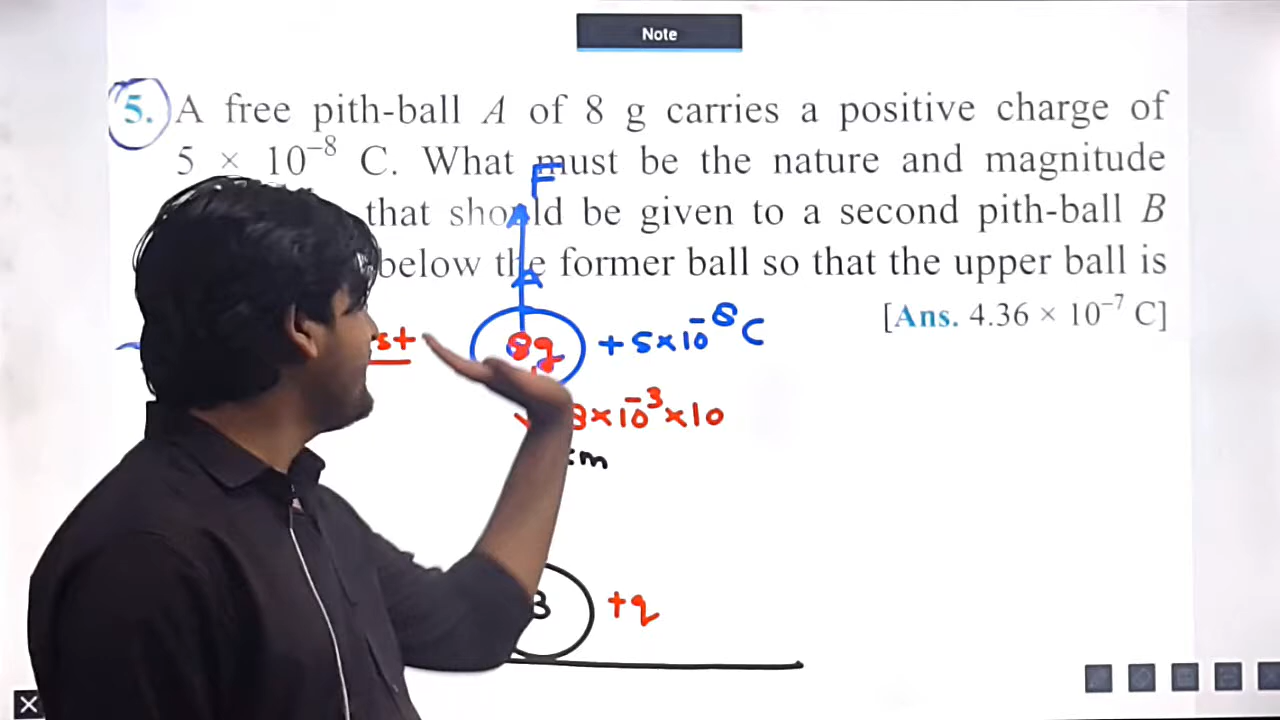 Note
5. A free pith-ball A of 8 g carries a positive charge of
5 × 10⁻⁸ C. What must be the nature and magnitude
that should be given to a second pith-ball B
below the former ball so that the upper ball is
[Ans. 4.36 × 10⁻⁷ C]
F
A
st
8g
+5×10⁻⁸ C
8×10⁻³×10
cm
B
+q